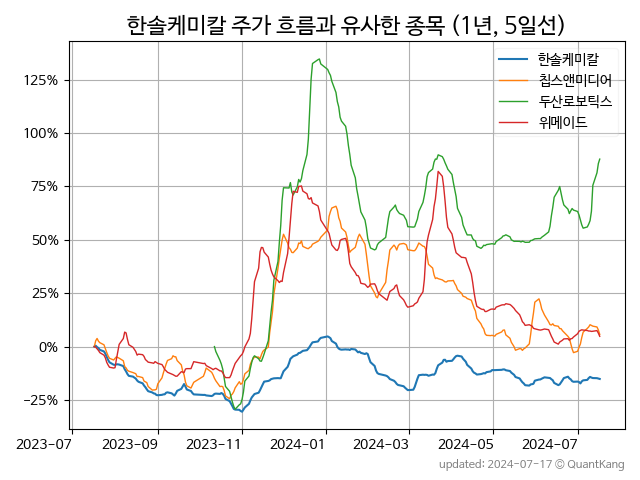 한솔케미칼 주가 흐름과 유사한 종목 (1년, 5일선)
한솔케미칼
칩스앤미디어
두산로보틱스
위메이드
125%
100%
75%
50%
25%
0%
−25%
2023-07 2023-09 2023-11 2024-01 2024-03 2024-05 2024-07
updated: 2024-07-17 © QuantKang